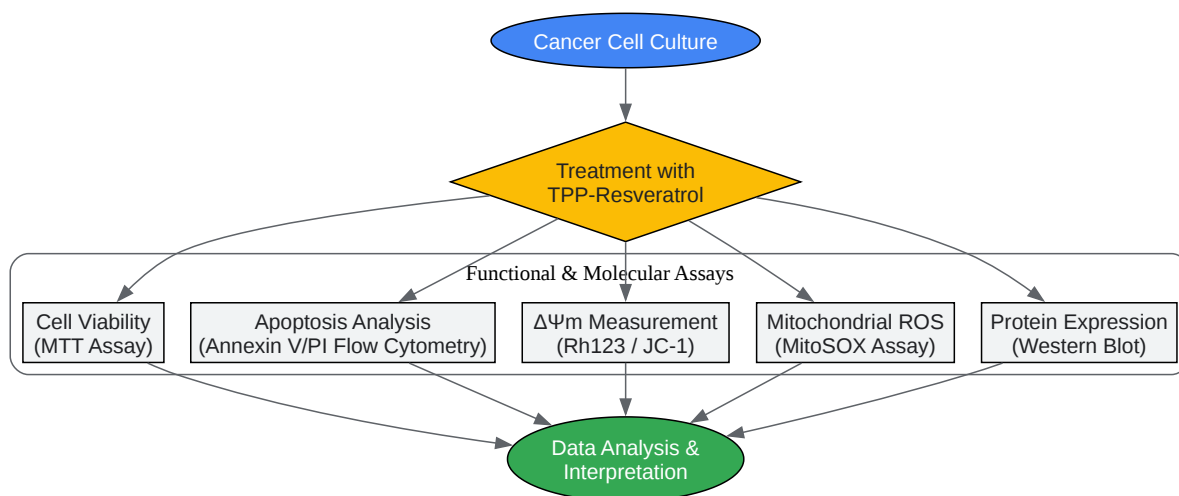 Cancer Cell Culture
Treatment with
TPP-Resveratrol
Functional & Molecular Assays
Cell Viability
(MTT Assay)
Apoptosis Analysis
(Annexin V/PI Flow Cytometry)
ΔΨm Measurement
(Rh123 / JC-1)
Mitochondrial ROS
(MitoSOX Assay)
Protein Expression
(Western Blot)
Data Analysis &
Interpretation